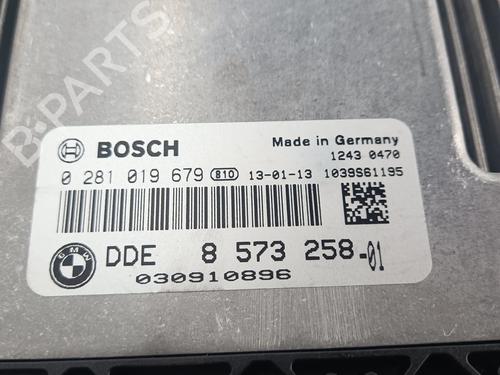 B-PARTS
BOSCH
Made in Germany
1243 0470
0 281 019 679 810 13-01-13 1039S61195
BMW
DDE 8 573 258-01
030910896